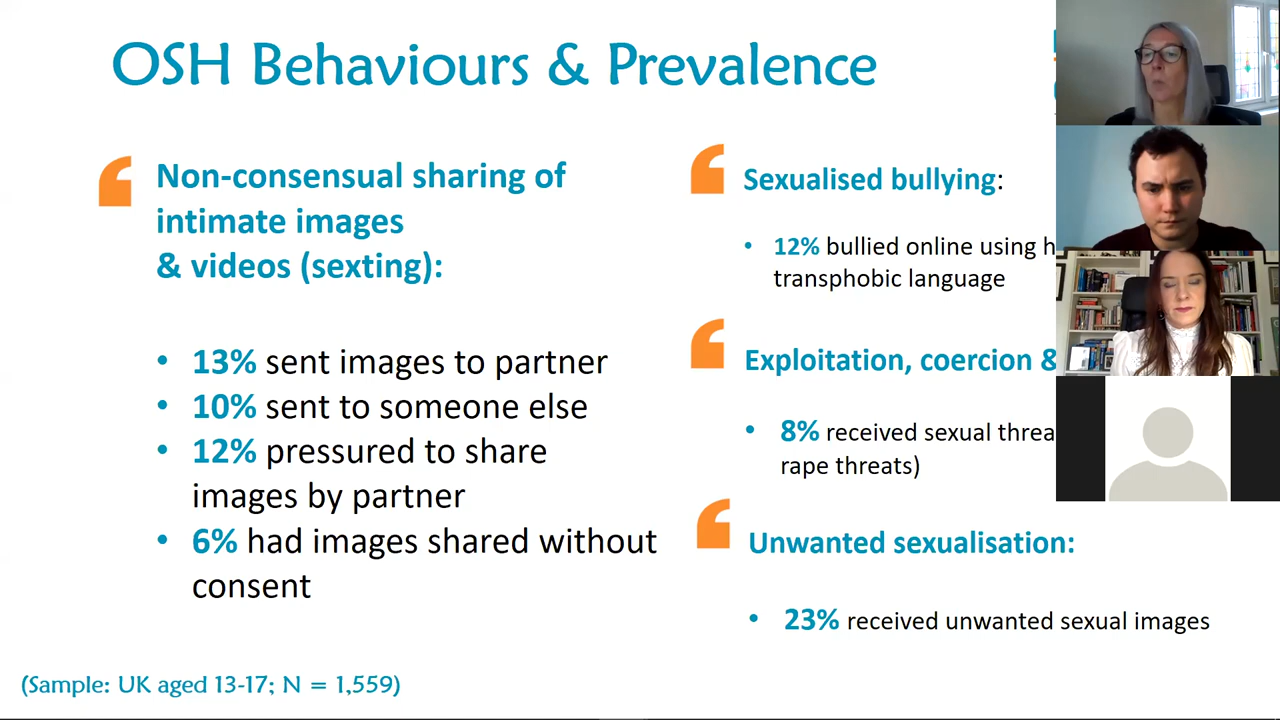 OSH Behaviours & Prevalence
Non-consensual sharing of
intimate images
& videos (sexting):
• 13% sent images to partner
• 10% sent to someone else
• 12% pressured to share
images by partner
• 6% had images shared without
consent
Sexualised bullying:
• 12% bullied online using
transphobic language
Exploitation, coercion &
• 8% received sexual
rape threats)
Unwanted sexualisation:
• 23% received unwanted sexual images
(Sample: UK aged 13-17; N = 1,559)